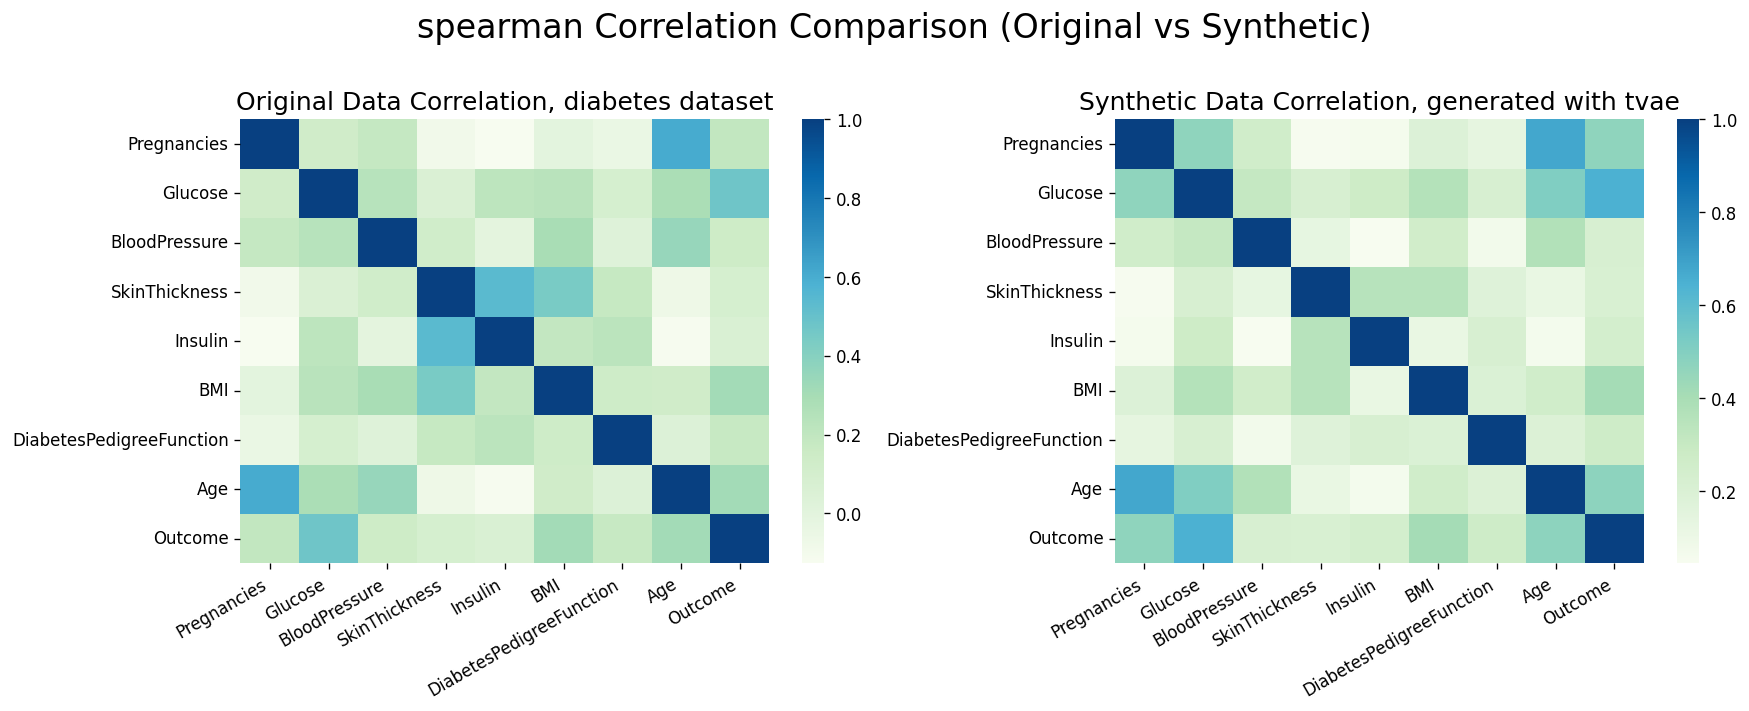 spearman Correlation Comparison (Original vs Synthetic)
Original Data Correlation, diabetes dataset
Pregnancies
Glucose
BloodPressure
SkinThickness
Insulin
BMI
DiabetesPedigreeFunction
Age
Outcome
Pregnancies
Glucose
BloodPressure
SkinThickness
Insulin
BMI
DiabetesPedigreeFunction
Age
Outcome
1.0
0.8
0.6
0.4
0.2
0.0
Synthetic Data Correlation, generated with tvae
Pregnancies
Glucose
BloodPressure
SkinThickness
Insulin
BMI
DiabetesPedigreeFunction
Age
Outcome
Pregnancies
Glucose
BloodPressure
SkinThickness
Insulin
BMI
DiabetesPedigreeFunction
Age
Outcome
1.0
0.8
0.6
0.4
0.2